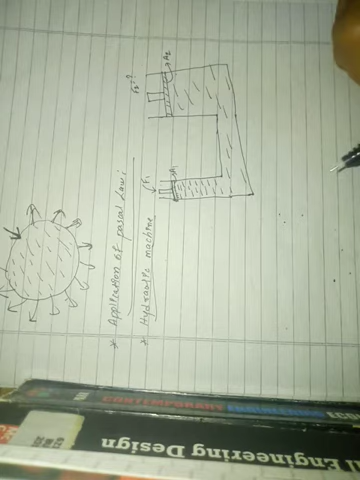 * Application of pascal law:
* Hydraulic machine
F1
A1
F2=?
A2
CONTEMPORARY
l Engineering Design